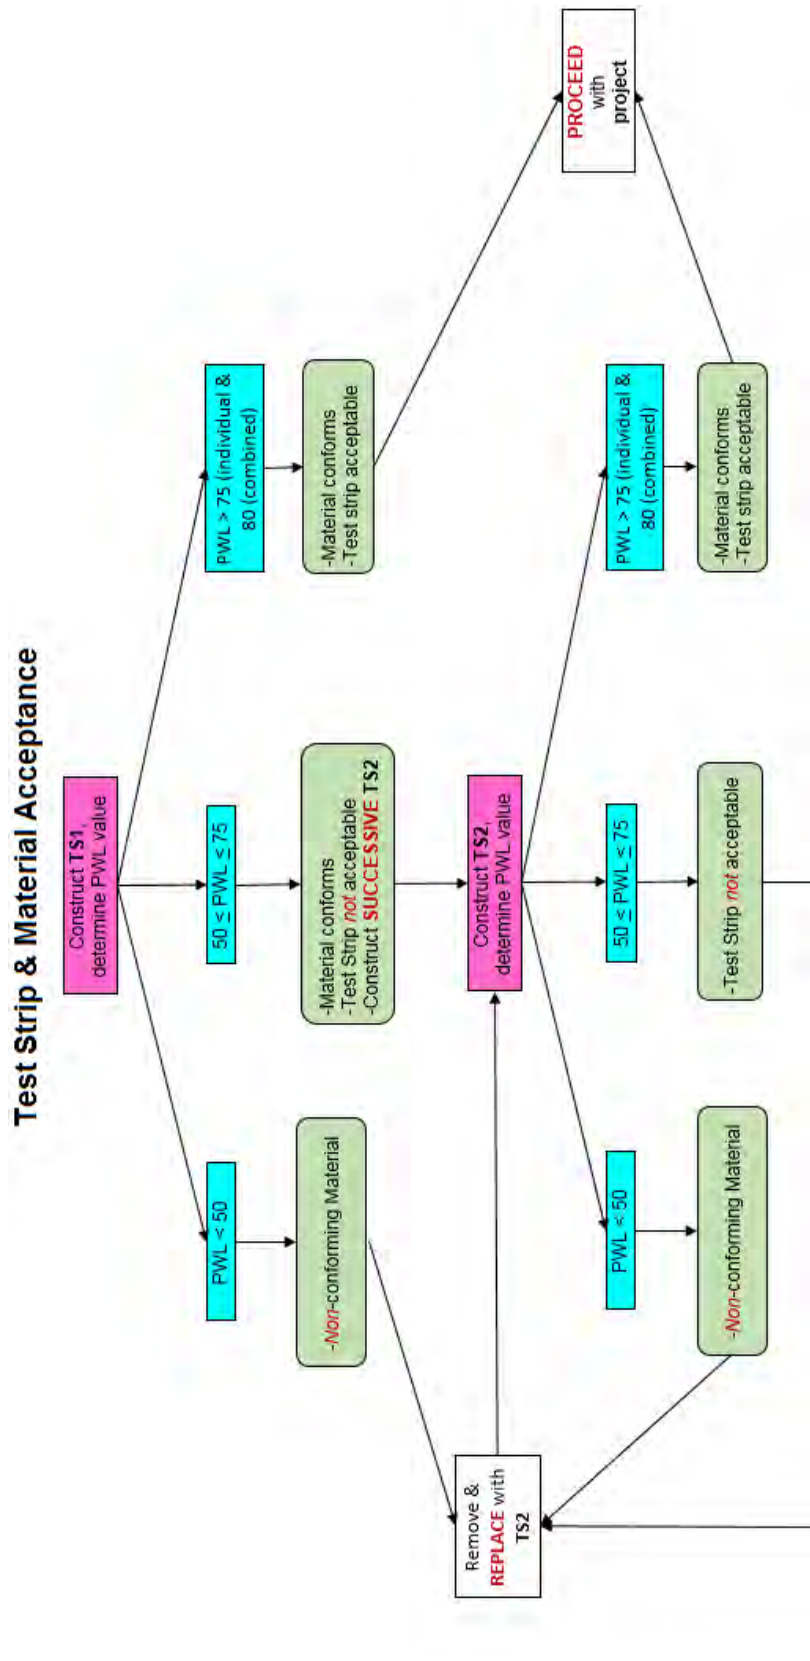 Test Strip & Material Acceptance
Construct TS1,
determine PWL value
PWL < 50
50 ≤ PWL ≤ 75
PWL > 75 (individual &
80 (combined)
-Non-conforming Material
-Material conforms
-Test Strip not acceptable
-Construct SUCCESSIVE TS2
-Material conforms
-Test strip acceptable
Remove &
REPLACE with
TS2
Construct TS2,
determine PWL value
PROCEED
with
project
PWL < 50
50 ≤ PWL ≤ 75
PWL > 75 (individual &
80 (combined)
-Non-conforming Material
-Test Strip not acceptable
-Material conforms
-Test strip acceptable